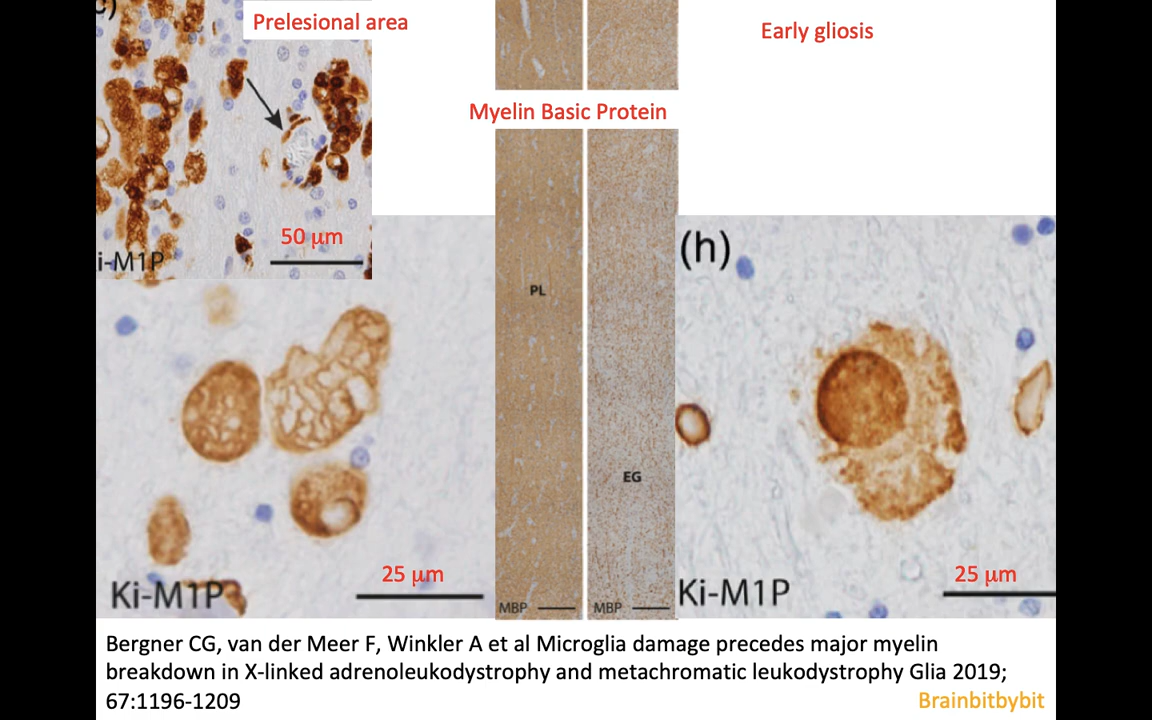 c)
Prelesional area
Early gliosis
Myelin Basic Protein
50 µm
i-M1P
(h)
PL
EG
25 µm
25 µm
Ki-M1P
MBP
MBP
Ki-M1P
Bergner CG, van der Meer F, Winkler A et al Microglia damage precedes major myelin
breakdown in X-linked adrenoleukodystrophy and metachromatic leukodystrophy Glia 2019;
67:1196-1209
Brainbitbybit